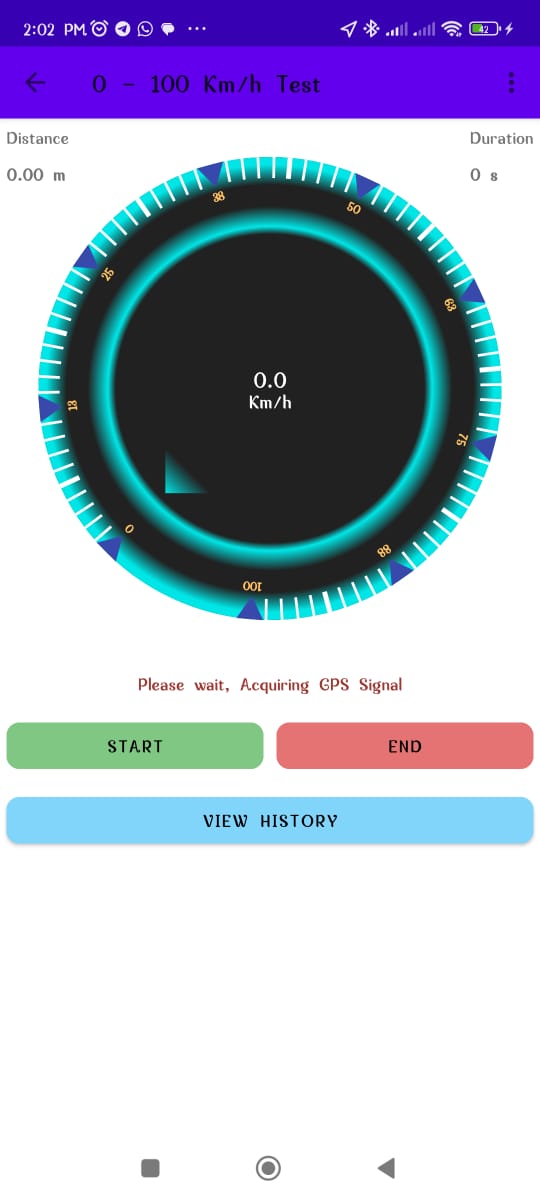 2:02 PM
42
0 - 100 Km/h Test
Distance
Duration
0.00 m
0 s
38
50
25
63
0.0
Km/h
13
75
0
88
100
Please wait, Acquiring GPS Signal
START
END
VIEW HISTORY